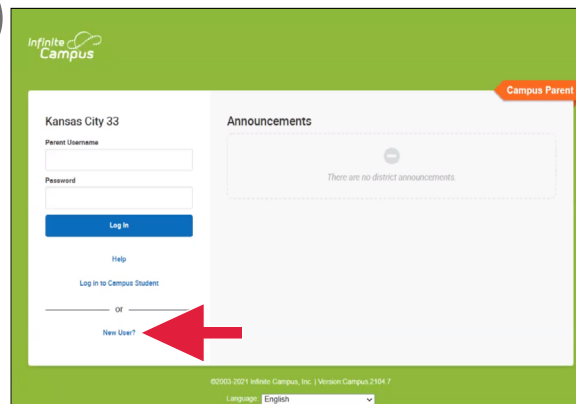 Infinite
Campus
Campus Parent
Kansas City 33
Parent Username
Password
Log In
Help
Log in to Campus Student
or
New User?
Announcements
There are no district announcements.
©2003-2021 Infinite Campus, Inc. | Version Campus.2104.7
Language: English